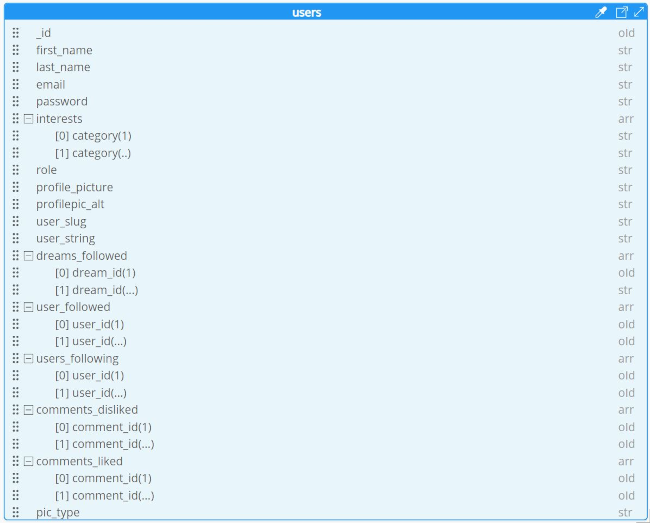 users
_id oId
first_name str
last_name str
email str
password str
interests arr
[0] category(1) str
[1] category(..) str
role str
profile_picture str
profilepic_alt str
user_slug str
user_string str
dreams_followed arr
[0] dream_id(1) oId
[1] dream_id(...) str
user_followed arr
[0] user_id(1) oId
[1] user_id(...) oId
users_following arr
[0] user_id(1) oId
[1] user_id(...) oId
comments_disliked arr
[0] comment_id(1) oId
[1] comment_id(...) oId
comments_liked arr
[0] comment_id(1) oId
[1] comment_id(...) oId
pic_type str